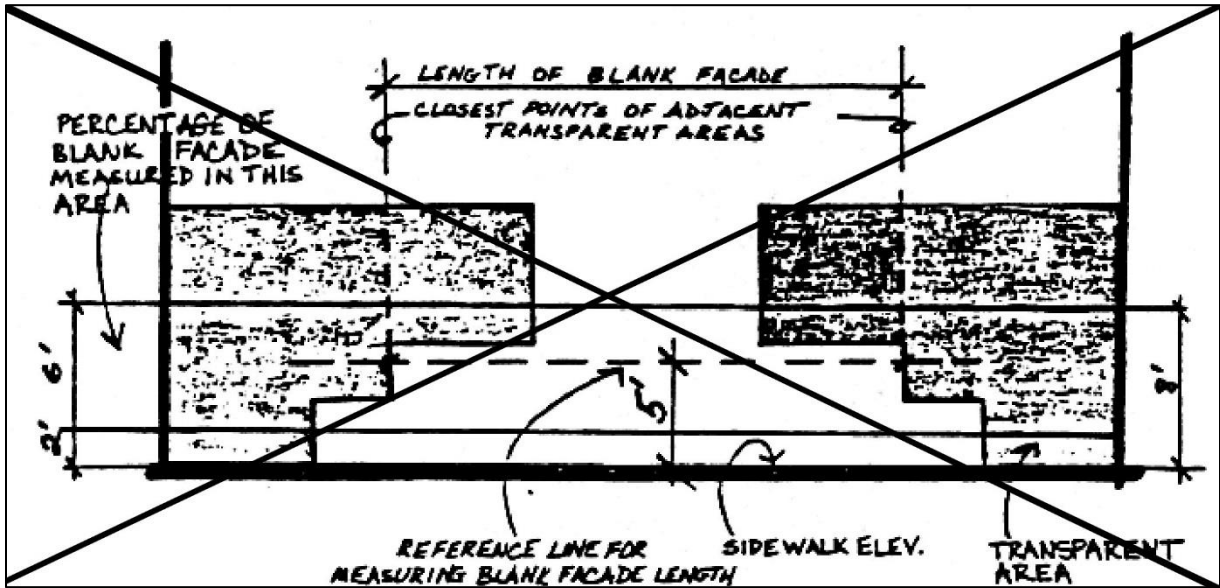 LENGTH OF BLANK FACADE
CLOSEST POINTS OF ADJACENT
TRANSPARENT AREAS
PERCENTAGE OF
BLANK FACADE
MEASURED IN THIS
AREA
6'
2'
5'
8'
REFERENCE LINE FOR
MEASURING BLANK FACADE LENGTH
SIDEWALK ELEV.
TRANSPARENT
AREA